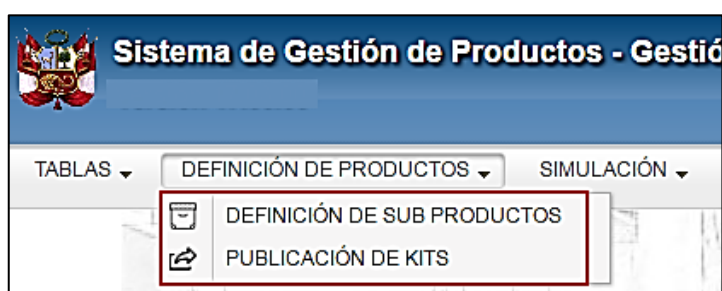 Sistema de Gestión de Productos - Gestió
TABLAS DEFINICIÓN DE PRODUCTOS SIMULACIÓN
DEFINICIÓN DE SUB PRODUCTOS
PUBLICACIÓN DE KITS